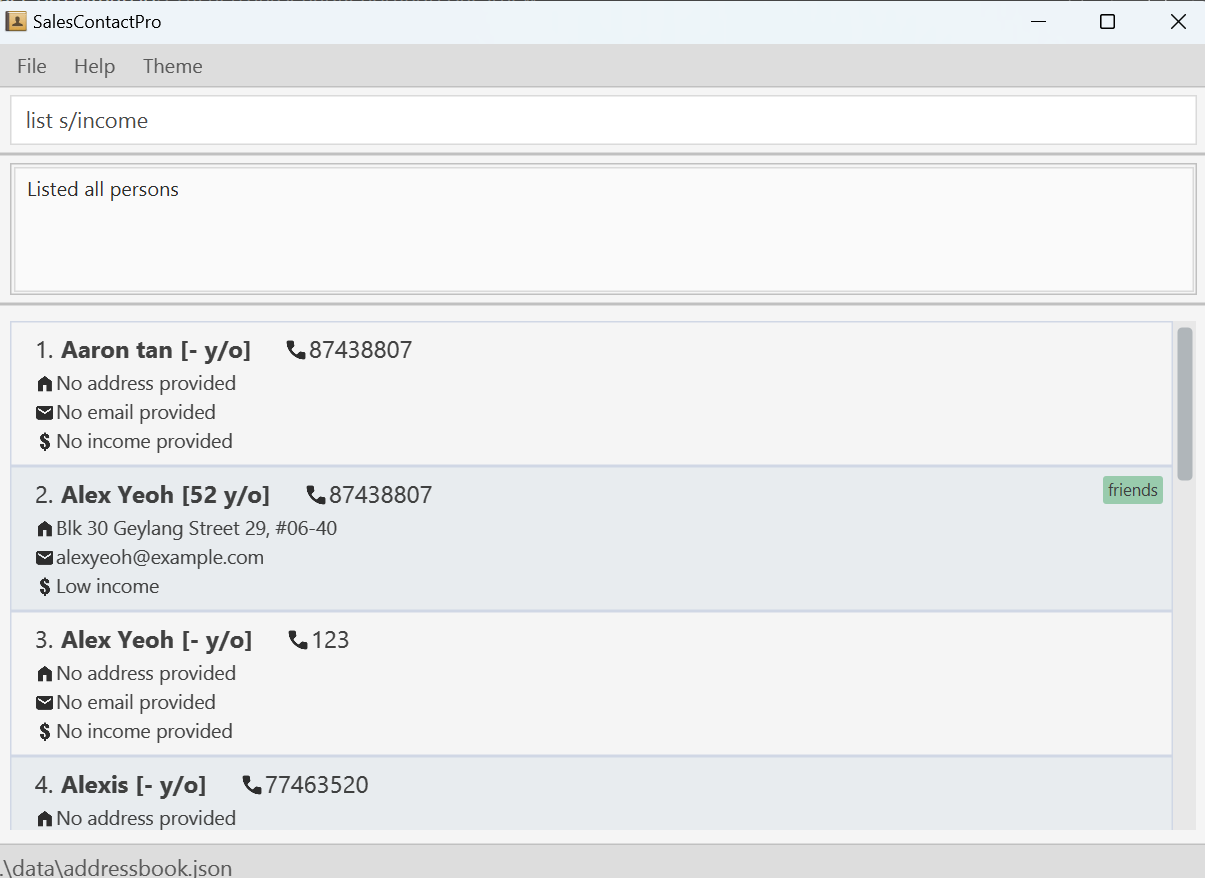 SalesContactPro
File Help Theme
list s/income
Listed all persons
1. Aaron tan [- y/o] 87438807
No address provided
No email provided
$ No income provided
2. Alex Yeoh [52 y/o] 87438807 friends
Blk 30 Geylang Street 29, #06-40
alexyeoh@example.com
$ Low income
3. Alex Yeoh [- y/o] 123
No address provided
No email provided
$ No income provided
4. Alexis [- y/o] 77463520
No address provided
.\data\addressbook.json